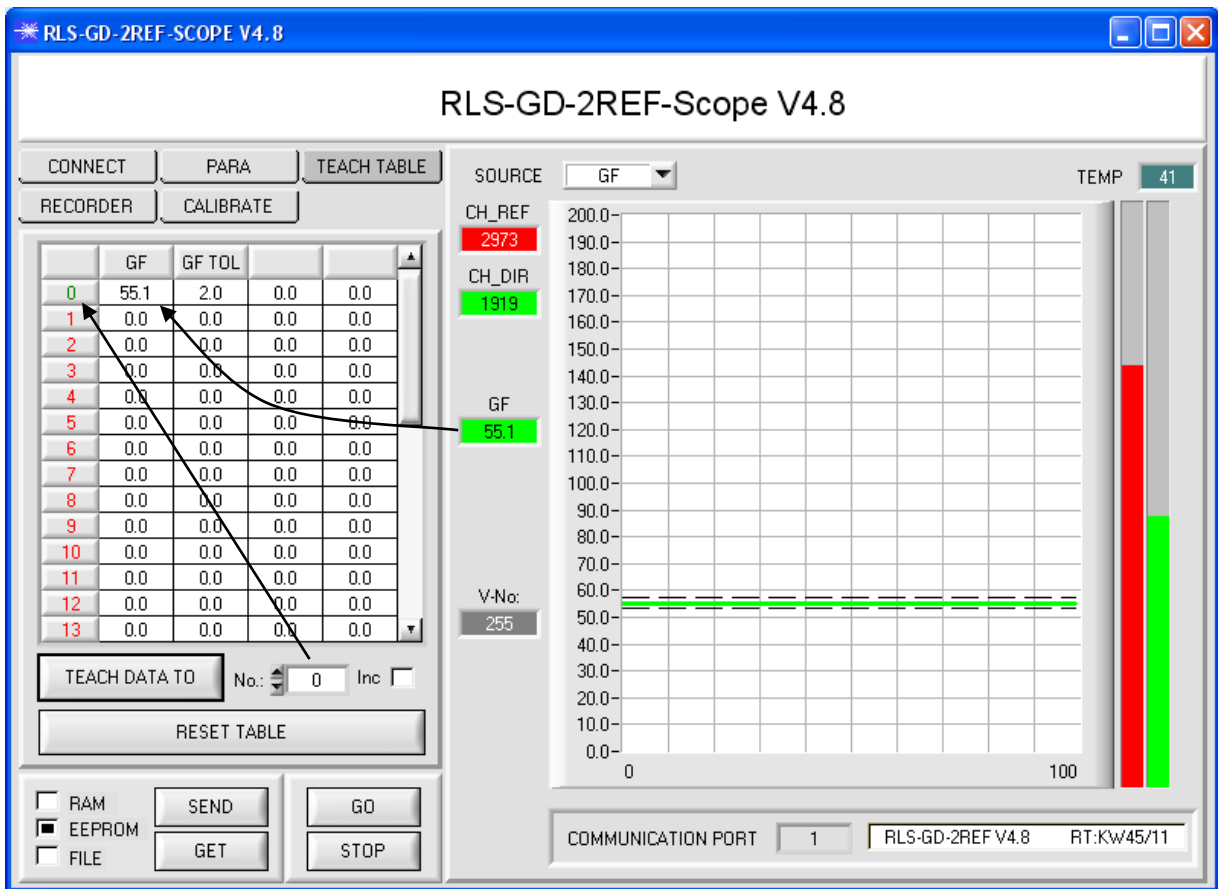 RLS-GD-2REF-SCOPE V4.8
RLS-GD-2REF-Scope V4.8
CONNECT PARA TEACH TABLE
RECORDER CALIBRATE
GF GF TOL
0 55.1 2.0 0.0 0.0
1 0.0 0.0 0.0 0.0
2 0.0 0.0 0.0 0.0
3 0.0 0.0 0.0 0.0
4 0.0 0.0 0.0 0.0
5 0.0 0.0 0.0 0.0
6 0.0 0.0 0.0 0.0
7 0.0 0.0 0.0 0.0
8 0.0 0.0 0.0 0.0
9 0.0 0.0 0.0 0.0
10 0.0 0.0 0.0 0.0
11 0.0 0.0 0.0 0.0
12 0.0 0.0 0.0 0.0
13 0.0 0.0 0.0 0.0
TEACH DATA TO No.: 0 Inc
RESET TABLE
RAM
EEPROM
FILE
SEND
GET
GO
STOP
SOURCE GF
TEMP 41
CH_REF
2973
CH_DIR
1919
GF
55.1
V-No:
255
200.0
190.0
180.0
170.0
160.0
150.0
140.0
130.0
120.0
110.0
100.0
90.0
80.0
70.0
60.0
50.0
40.0
30.0
20.0
10.0
0.0
0 100
COMMUNICATION PORT 1 RLS-GD-2REF V4.8 RT:KW45/11